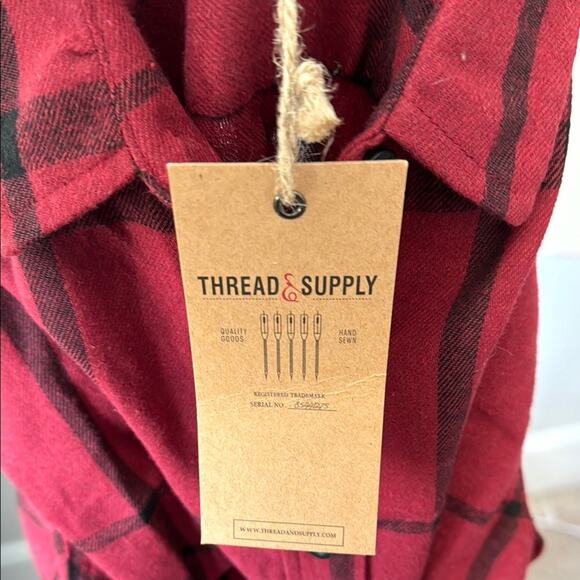 THREAD & SUPPLY
QUALITY GOODS HAND SEWN
REGISTERED TRADEMARK
SERIAL NO.
WWW.THREADANDSUPPLY.COM